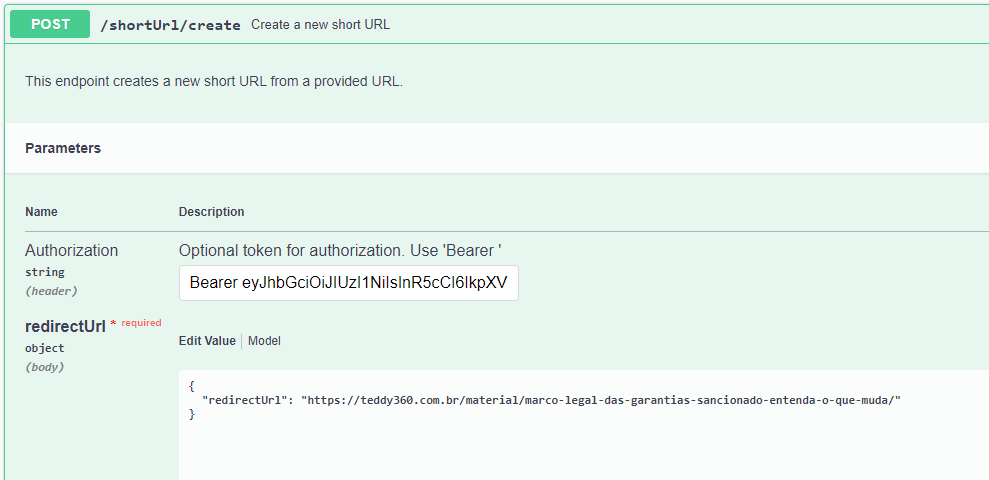 POST /shortUrl/create Create a new short URL
This endpoint creates a new short URL from a provided URL.
Parameters
Name Description
Authorization Optional token for authorization. Use 'Bearer '
string
(header)
Bearer eyJhbGciOiJIUzI1NiIsInR5cCI6IkpXV
redirectUrl * required
object
(body)
Edit Value | Model
{
"redirectUrl": "https://teddy360.com.br/material/marco-legal-das-garantias-sancionado-entenda-o-que-muda/"
}